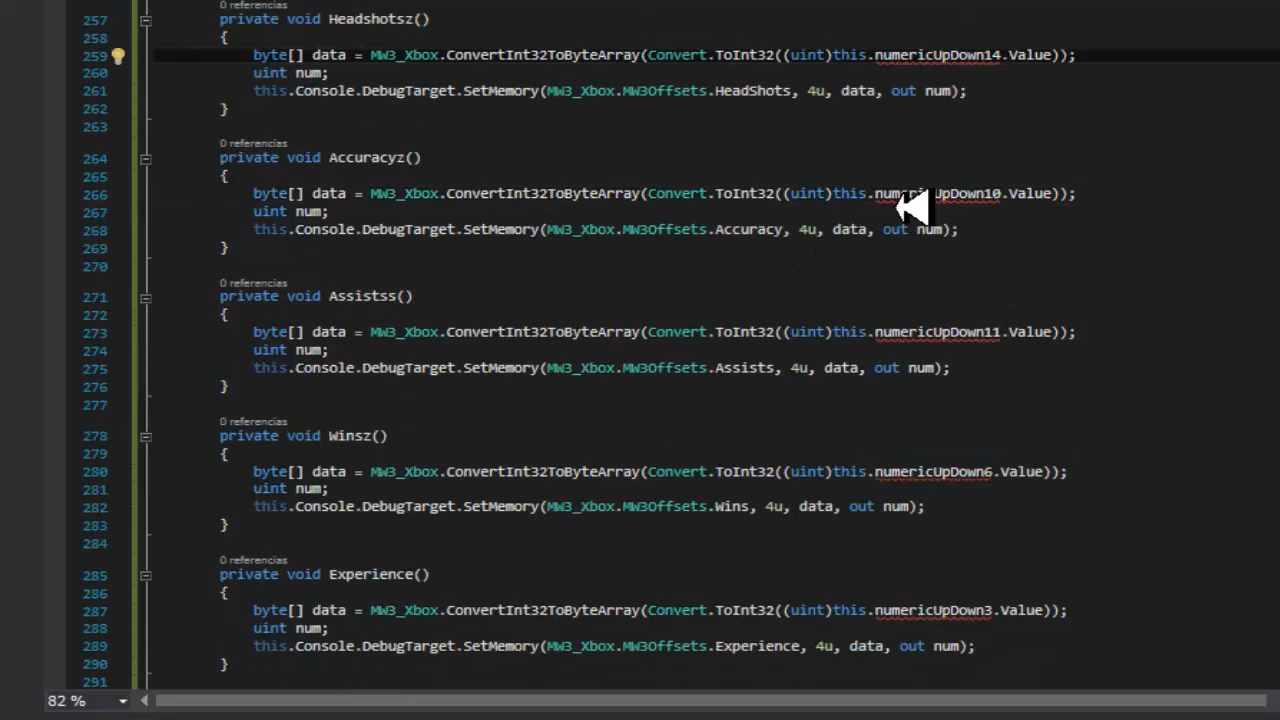 0 referencias
257 private void Headshotsz()
258 {
259 byte[] data = MW3_Xbox.ConvertInt32ToByteArray(Convert.ToInt32((uint)this.numericUpDown14.Value));
260 uint num;
261 this.Console.DebugTarget.SetMemory(MW3_Xbox.MW3Offsets.HeadShots, 4u, data, out num);
262 }
263
0 referencias
264 private void Accuracyz()
265 {
266 byte[] data = MW3_Xbox.ConvertInt32ToByteArray(Convert.ToInt32((uint)this.numericUpDown10.Value));
267 uint num;
268 this.Console.DebugTarget.SetMemory(MW3_Xbox.MW3Offsets.Accuracy, 4u, data, out num);
269 }
270
0 referencias
271 private void Assistss()
272 {
273 byte[] data = MW3_Xbox.ConvertInt32ToByteArray(Convert.ToInt32((uint)this.numericUpDown11.Value));
274 uint num;
275 this.Console.DebugTarget.SetMemory(MW3_Xbox.MW3Offsets.Assists, 4u, data, out num);
276 }
277
0 referencias
278 private void Winsz()
279 {
280 byte[] data = MW3_Xbox.ConvertInt32ToByteArray(Convert.ToInt32((uint)this.numericUpDown6.Value));
281 uint num;
282 this.Console.DebugTarget.SetMemory(MW3_Xbox.MW3Offsets.Wins, 4u, data, out num);
283 }
284
0 referencias
285 private void Experience()
286 {
287 byte[] data = MW3_Xbox.ConvertInt32ToByteArray(Convert.ToInt32((uint)this.numericUpDown3.Value));
288 uint num;
289 this.Console.DebugTarget.SetMemory(MW3_Xbox.MW3Offsets.Experience, 4u, data, out num);
290 }
291
82 %